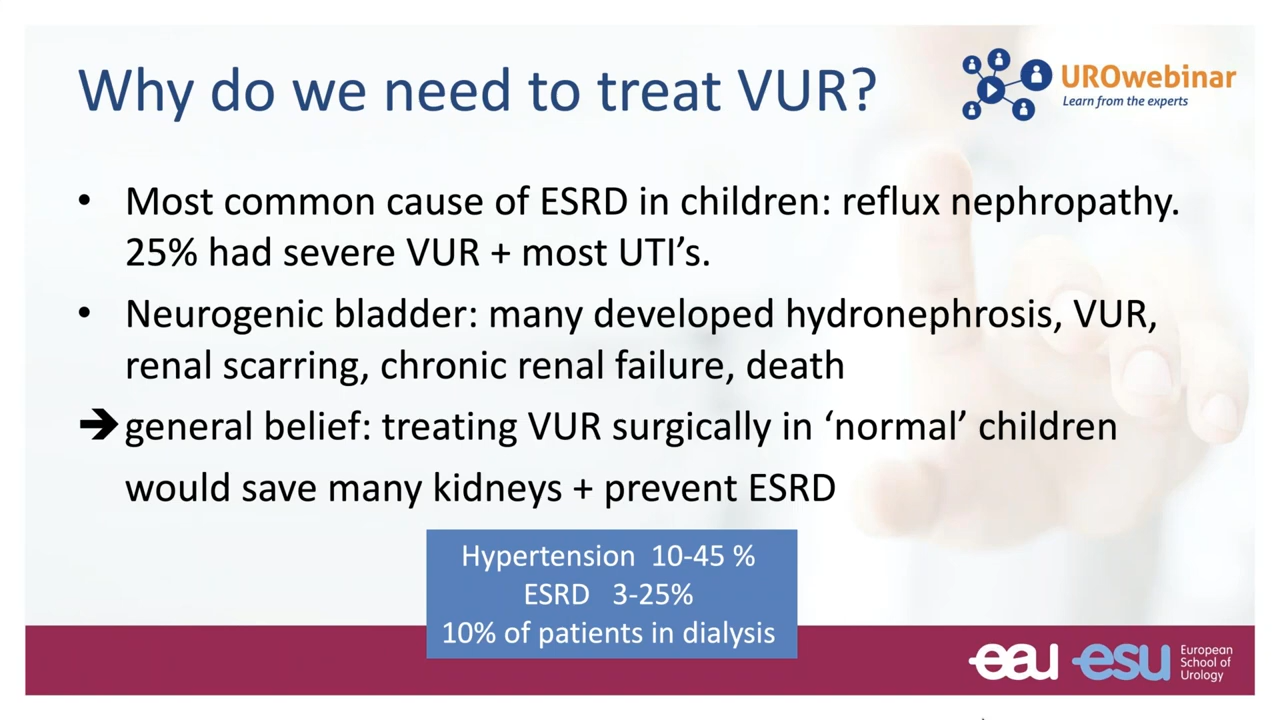 Why do we need to treat VUR?
UROwebinar
Learn from the experts
• Most common cause of ESRD in children: reflux nephropathy.
25% had severe VUR + most UTI’s.
• Neurogenic bladder: many developed hydronephrosis, VUR,
renal scarring, chronic renal failure, death
➔ general belief: treating VUR surgically in ‘normal’ children
would save many kidneys + prevent ESRD
Hypertension 10-45 %
ESRD 3-25%
10% of patients in dialysis
eau esu
European
School of
Urology